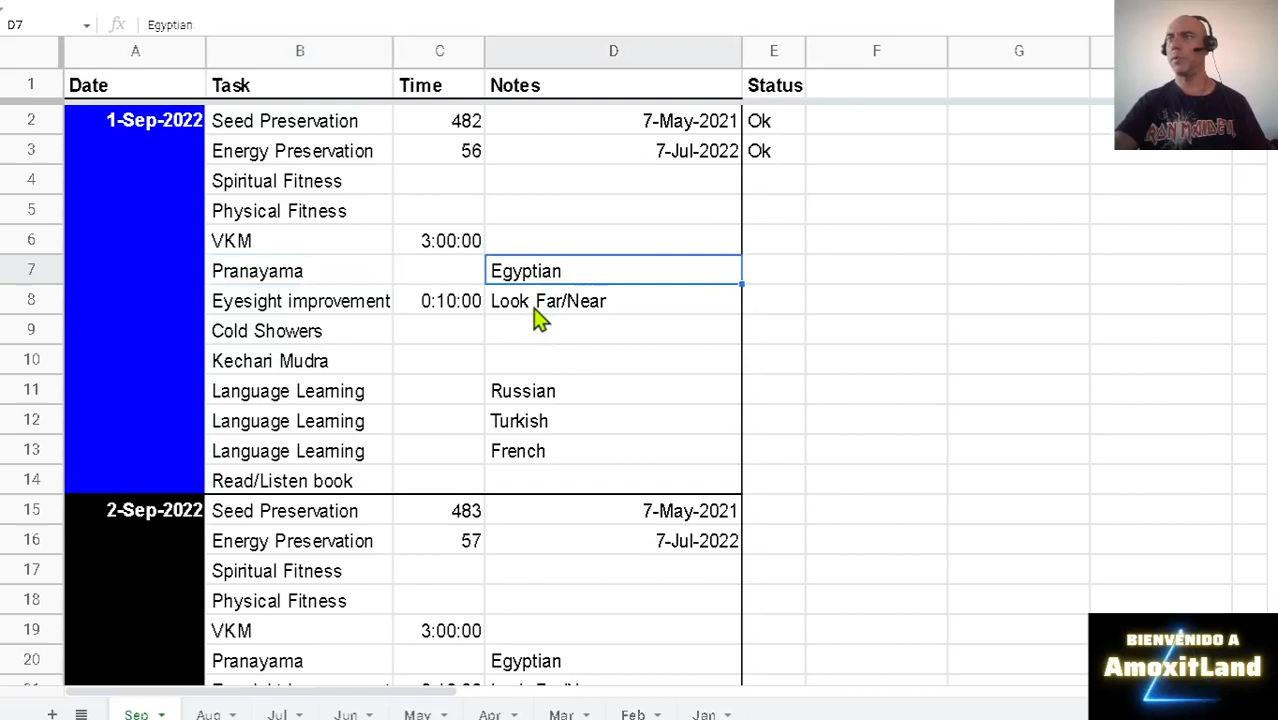 D7 fx Egyptian
A B C D E F G
1 Date Task Time Notes Status
2 1-Sep-2022 Seed Preservation 482 7-May-2021 Ok
3 Energy Preservation 56 7-Jul-2022 Ok
4 Spiritual Fitness
5 Physical Fitness
6 VKM 3:00:00
7 Pranayama Egyptian
8 Eyesight improvement 0:10:00 Look Far/Near
9 Cold Showers
10 Kechari Mudra
11 Language Learning Russian
12 Language Learning Turkish
13 Language Learning French
14 Read/Listen book
15 2-Sep-2022 Seed Preservation 483 7-May-2021
16 Energy Preservation 57 7-Jul-2022
17 Spiritual Fitness
18 Physical Fitness
19 VKM 3:00:00
20 Pranayama Egyptian
Sep Aug Jul Jun May Apr Mar Feb Jan
IRON MAIDEN
BIENVENIDO A
AmoxitLand